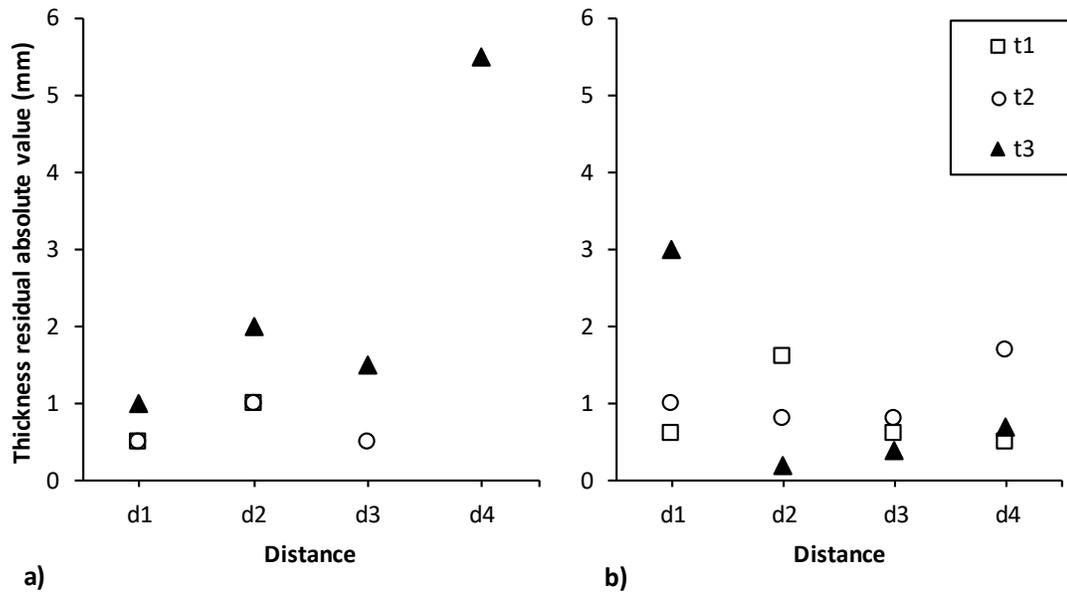 Thickness residual absolute value (mm)
6
5
4
3
2
1
0
d1 d2 d3 d4
Distance
a)
6
5
4
3
2
1
0
d1 d2 d3 d4
Distance
b)
t1
t2
t3